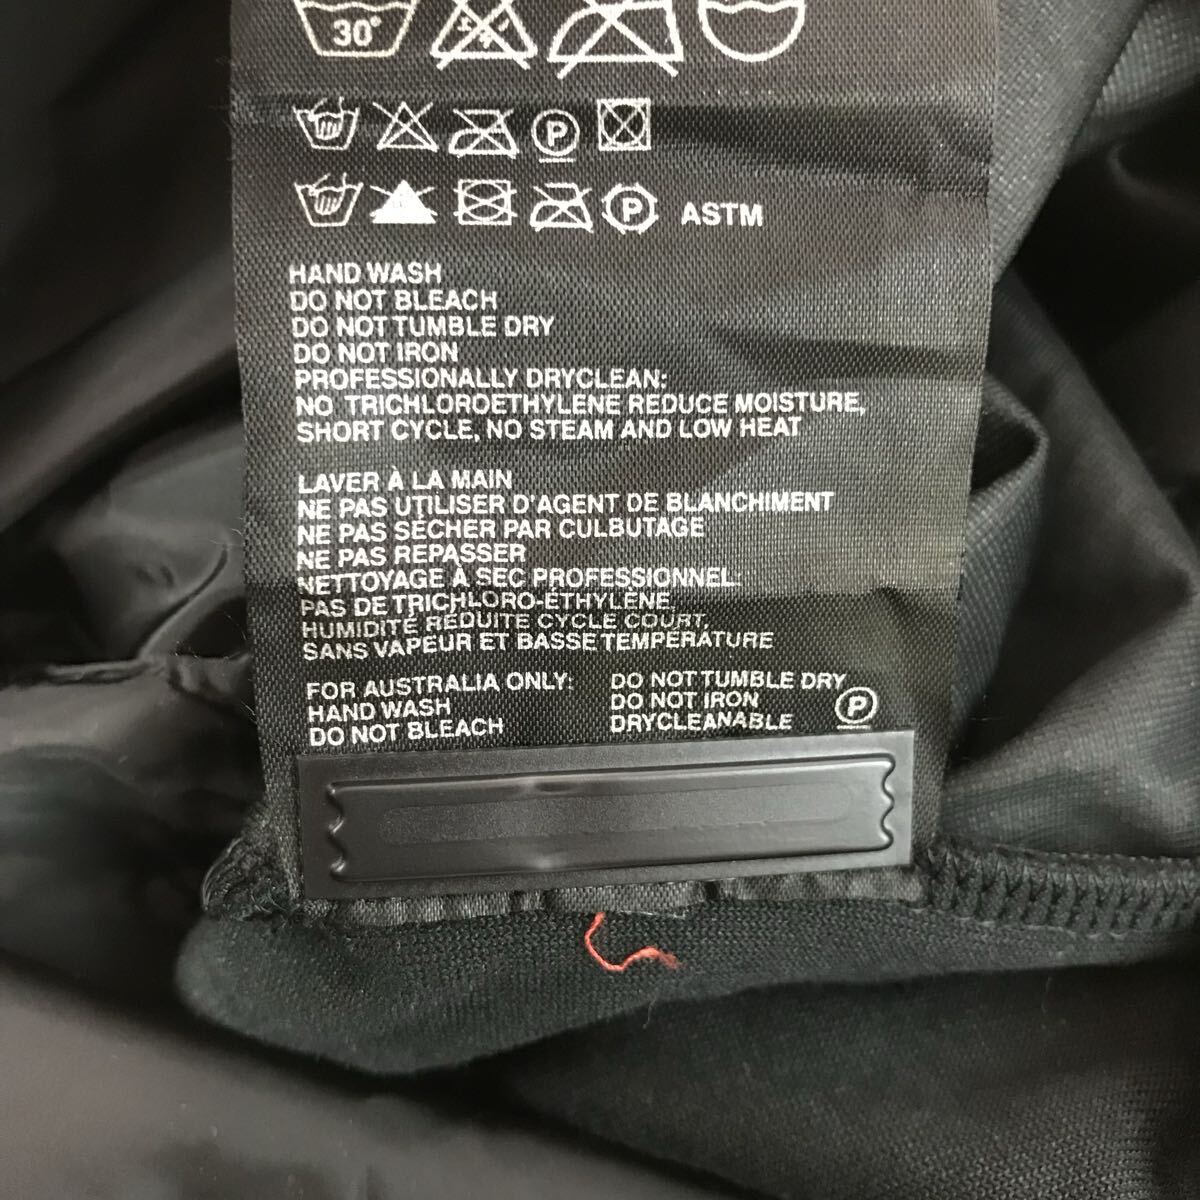 30°
P
P ASTM
HAND WASH
DO NOT BLEACH
DO NOT TUMBLE DRY
DO NOT IRON
PROFESSIONALLY DRYCLEAN:
NO TRICHLOROETHYLENE REDUCE MOISTURE,
SHORT CYCLE, NO STEAM AND LOW HEAT
LAVER À LA MAIN
NE PAS UTILISER D'AGENT DE BLANCHIMENT
NE PAS SÉCHER PAR CULBUTAGE
NE PAS REPASSER
NETTOYAGE À SEC PROFESSIONNEL:
PAS DE TRICHLORO-ÉTHYLÈNE,
HUMIDITÉ RÉDUITE CYCLE COURT,
SANS VAPEUR ET BASSE TEMPÉRATURE
FOR AUSTRALIA ONLY:
HAND WASH
DO NOT BLEACH
DO NOT TUMBLE DRY
DO NOT IRON
DRYCLEANABLE
P